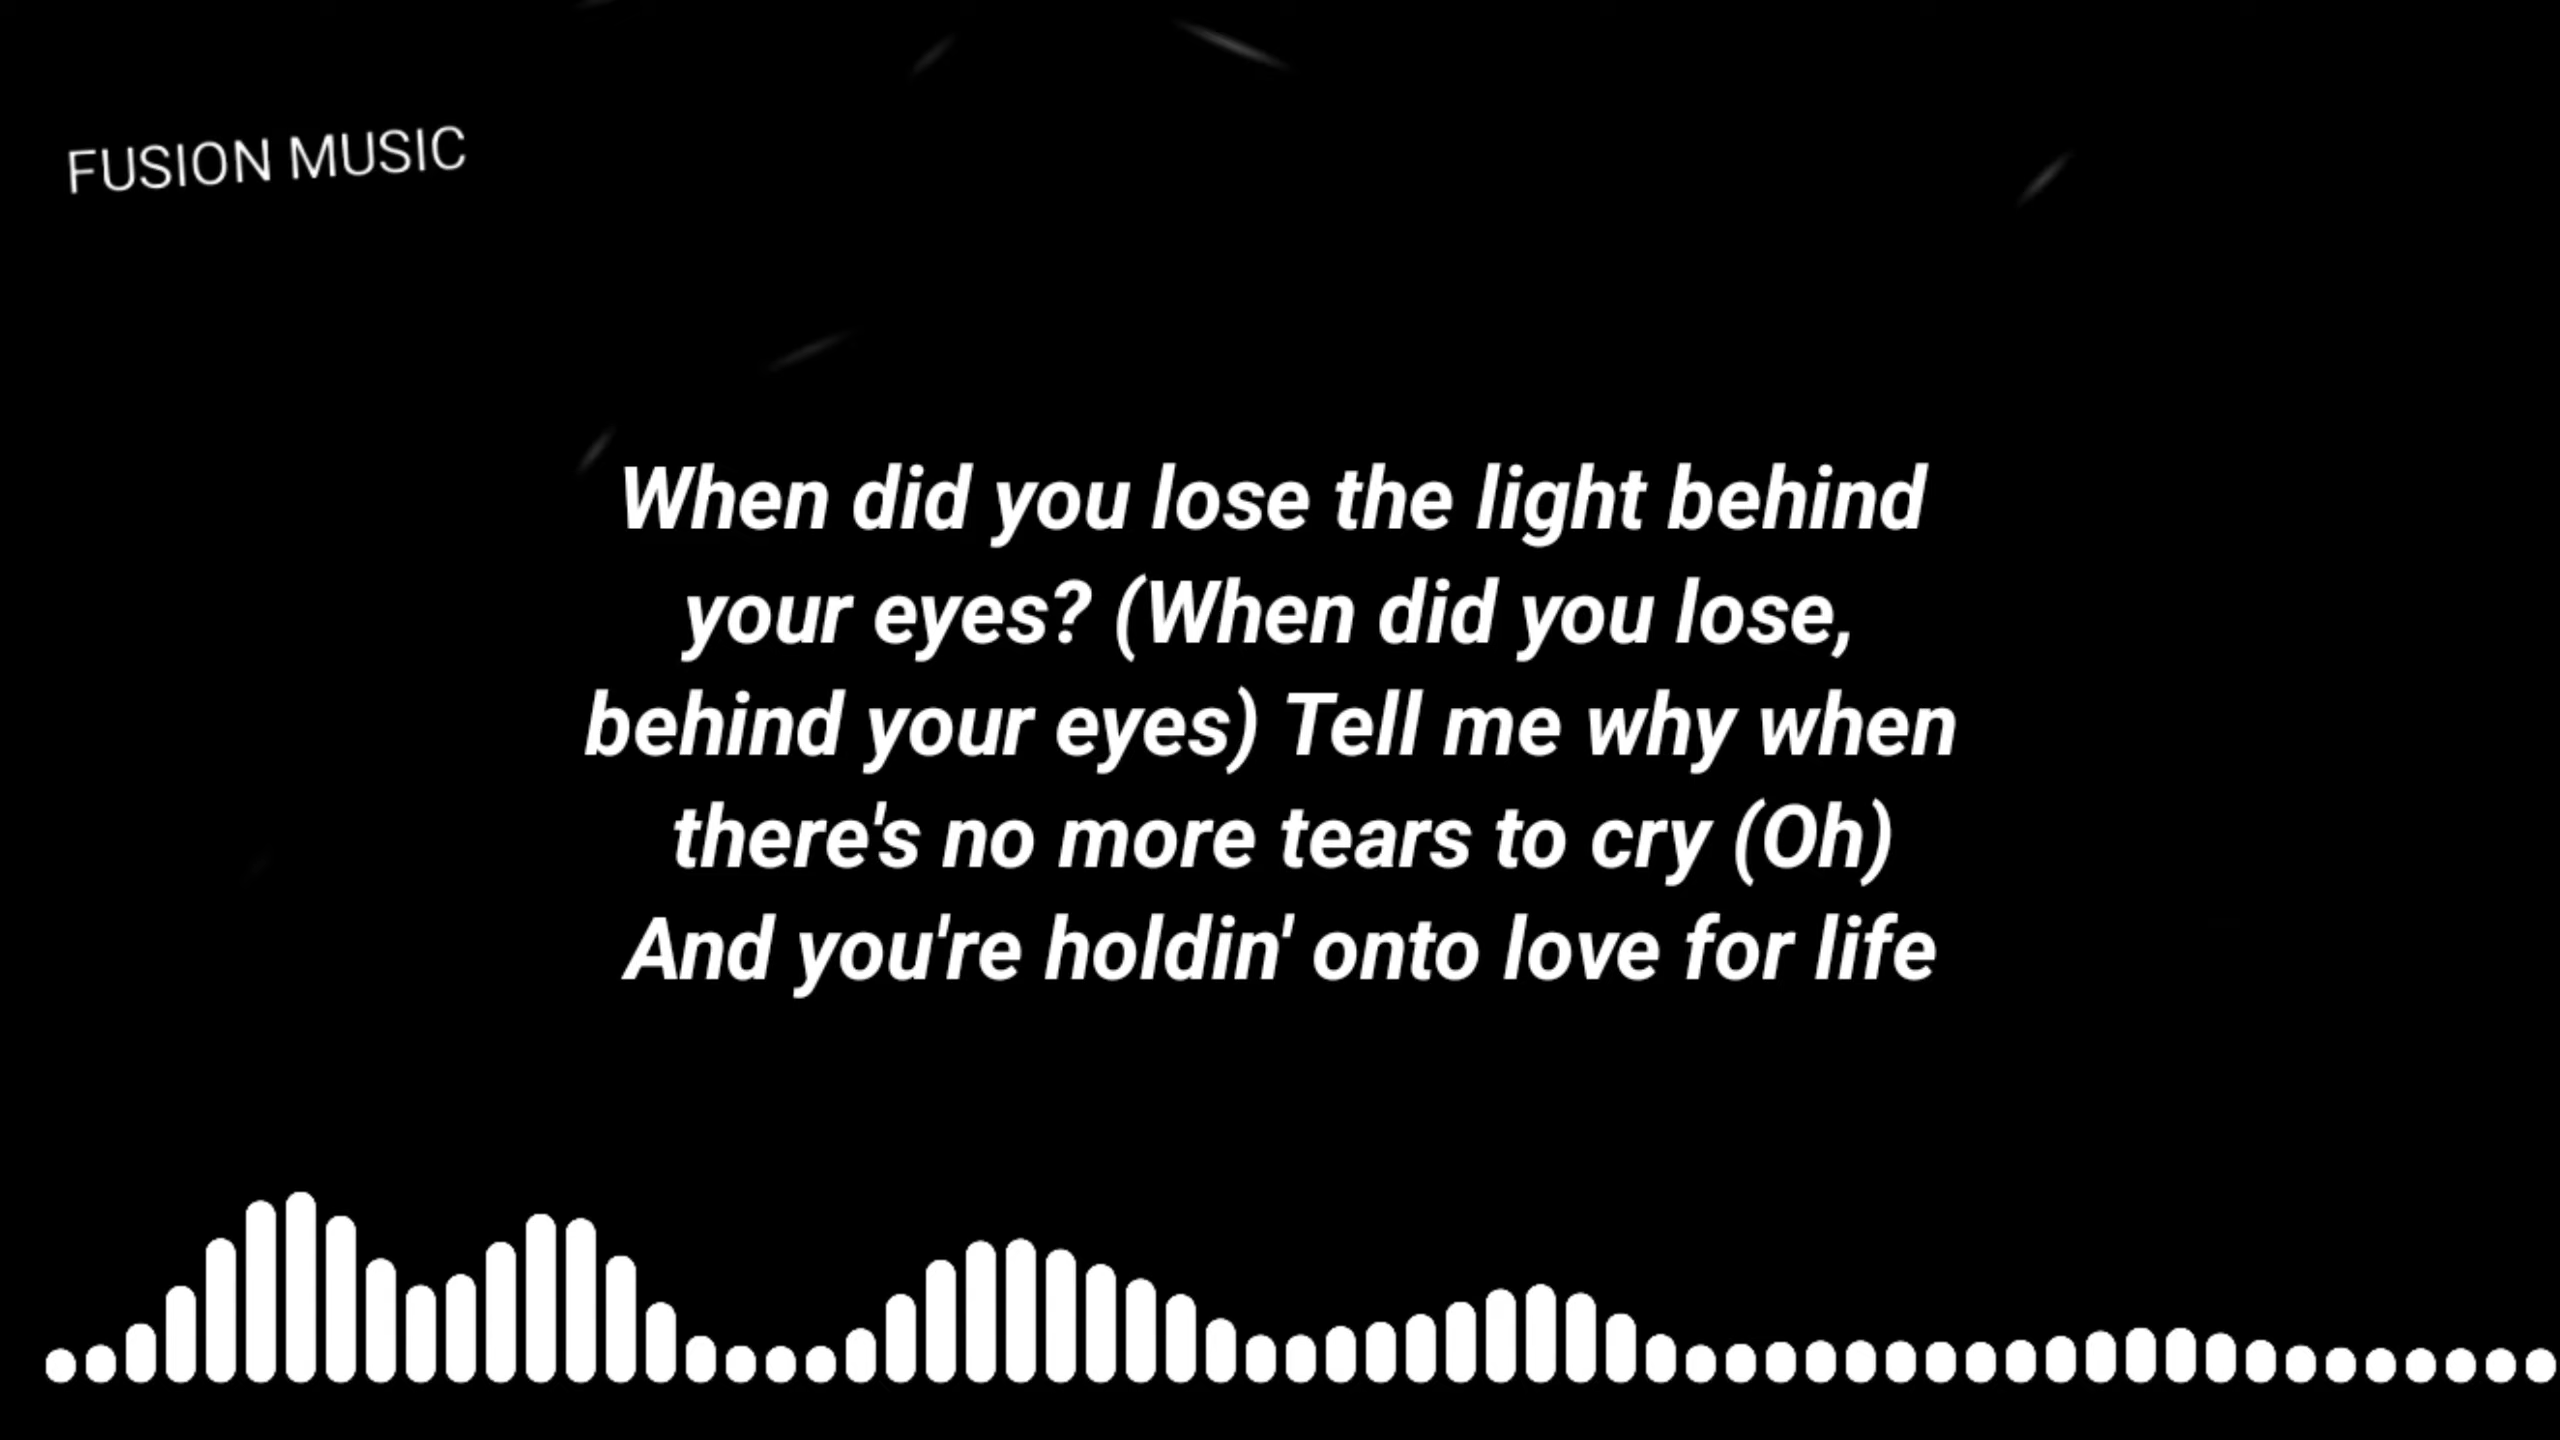 FUSION MUSIC
When did you lose the light behind
your eyes? (When did you lose,
behind your eyes) Tell me why when
there's no more tears to cry (Oh)
And you're holdin' onto love for life